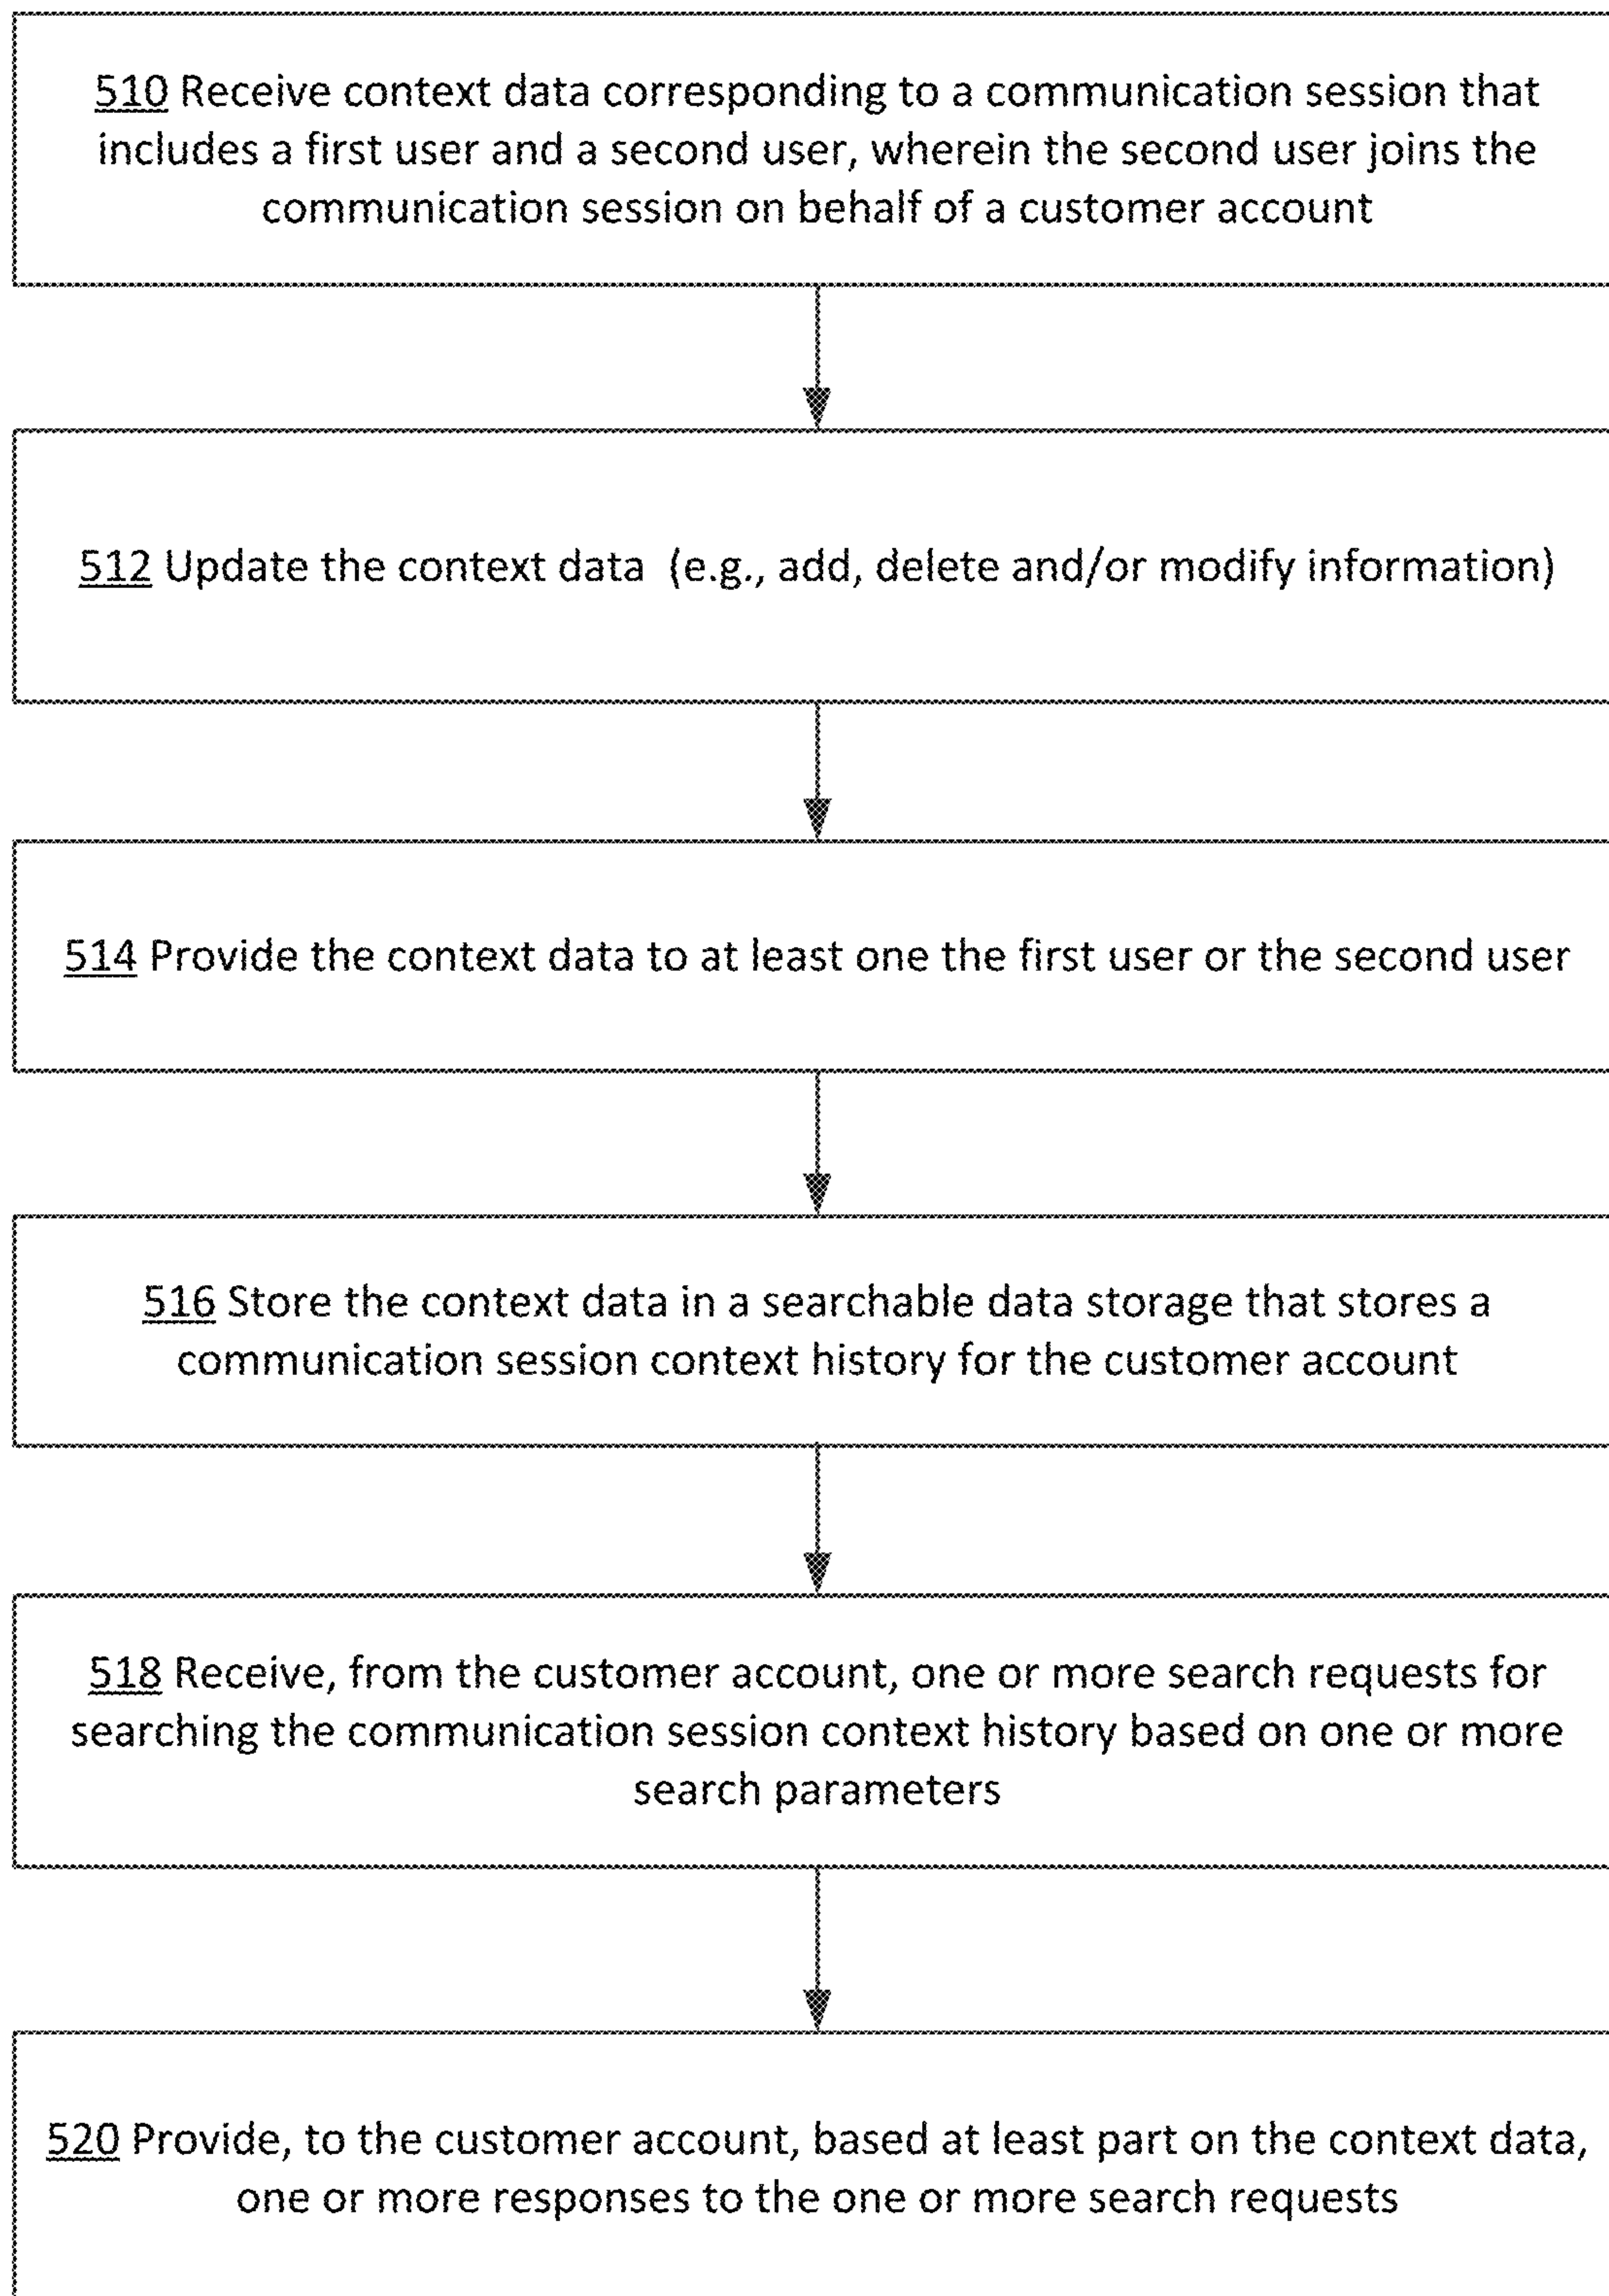 510 Receive context data corresponding to a communication session that
includes a first user and a second user, wherein the second user joins the
communication session on behalf of a customer account
512 Update the context data  (e.g., add, delete and/or modify information)
514 Provide the context data to at least one the first user or the second user
516 Store the context data in a searchable data storage that stores a
communication session context history for the customer account
518 Receive, from the customer account, one or more search requests for
searching the communication session context history based on one or more
search parameters
520 Provide, to the customer account, based at least part on the context data,
one or more responses to the one or more search requests